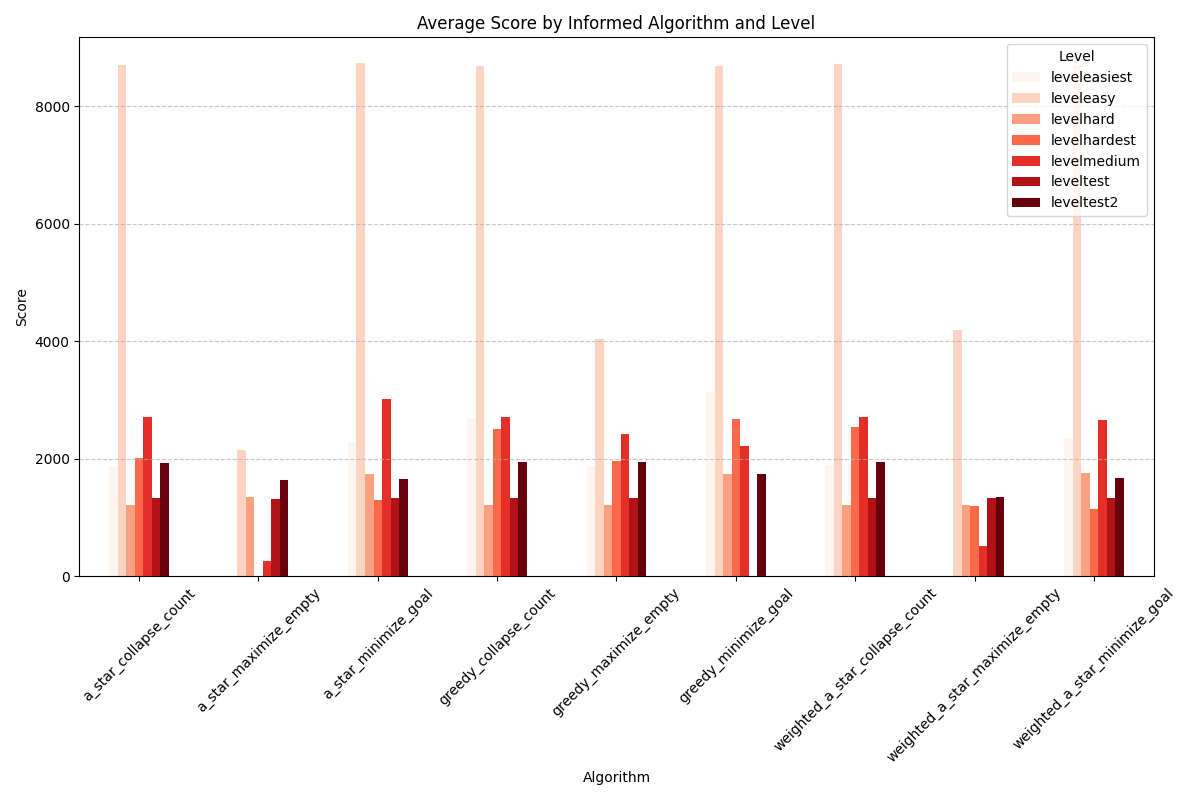 Average Score by Informed Algorithm and Level
Level
leveleasiest
leveleasy
levelhard
levelhardest
levelmedium
leveltest
leveltest2
Score
8000
6000
4000
2000
0
a_star_collapse_count
a_star_maximize_empty
a_star_minimize_goal
greedy_collapse_count
greedy_maximize_empty
greedy_minimize_goal
weighted_a_star_collapse_count
weighted_a_star_maximize_empty
weighted_a_star_minimize_goal
Algorithm